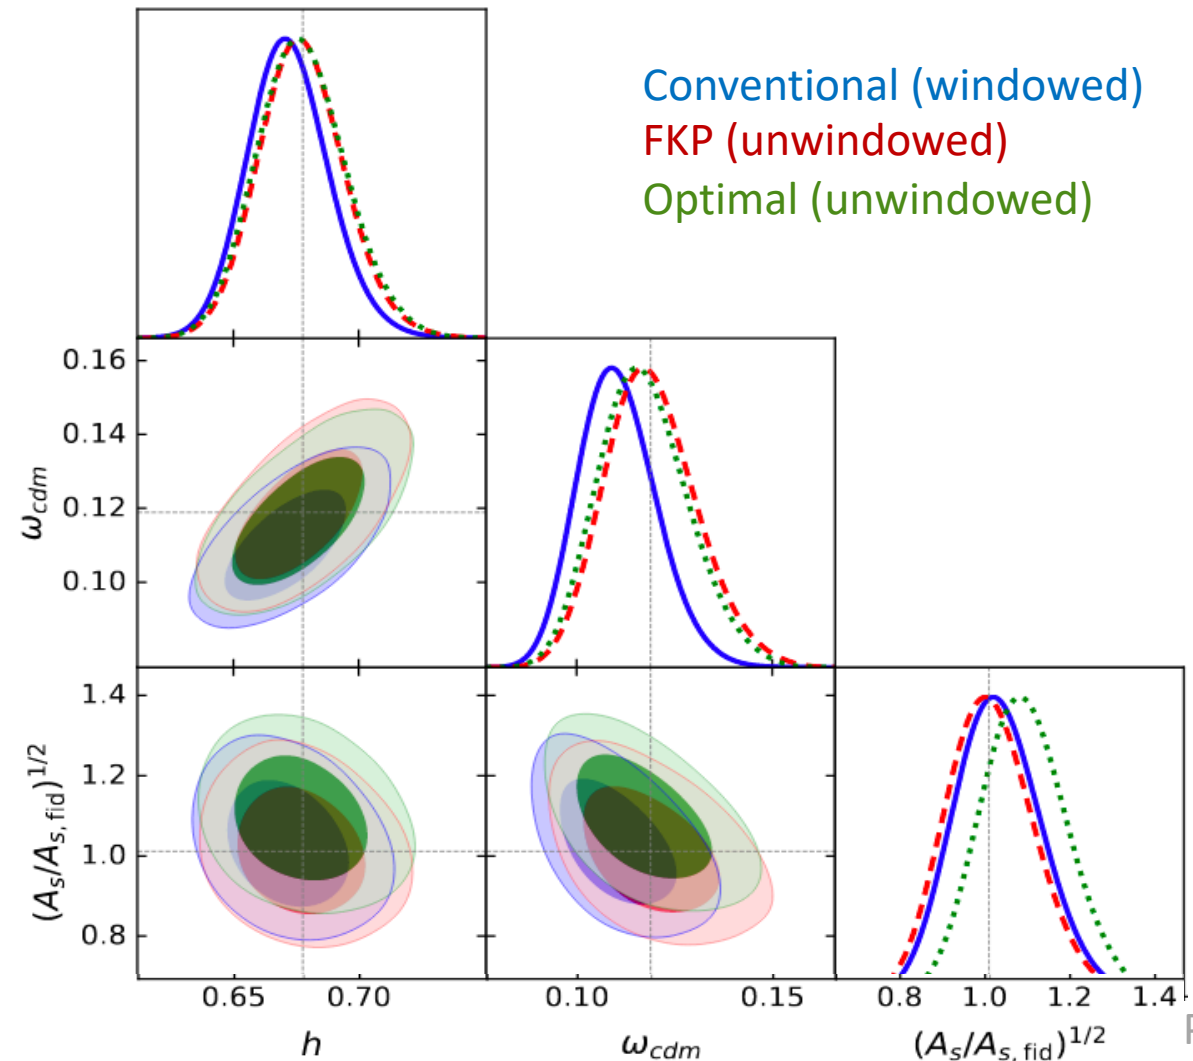 Conventional (windowed)
FKP (unwindowed)
Optimal (unwindowed)
0.16
0.14
0.12
0.10
ω_cdm
1.4
1.2
1.0
0.8
(A_s/A_{s, fid})^{1/2}
0.65 0.70
0.10 0.15
0.8 1.0 1.2 1.4
h
ω_cdm
(A_s/A_{s, fid})^{1/2}